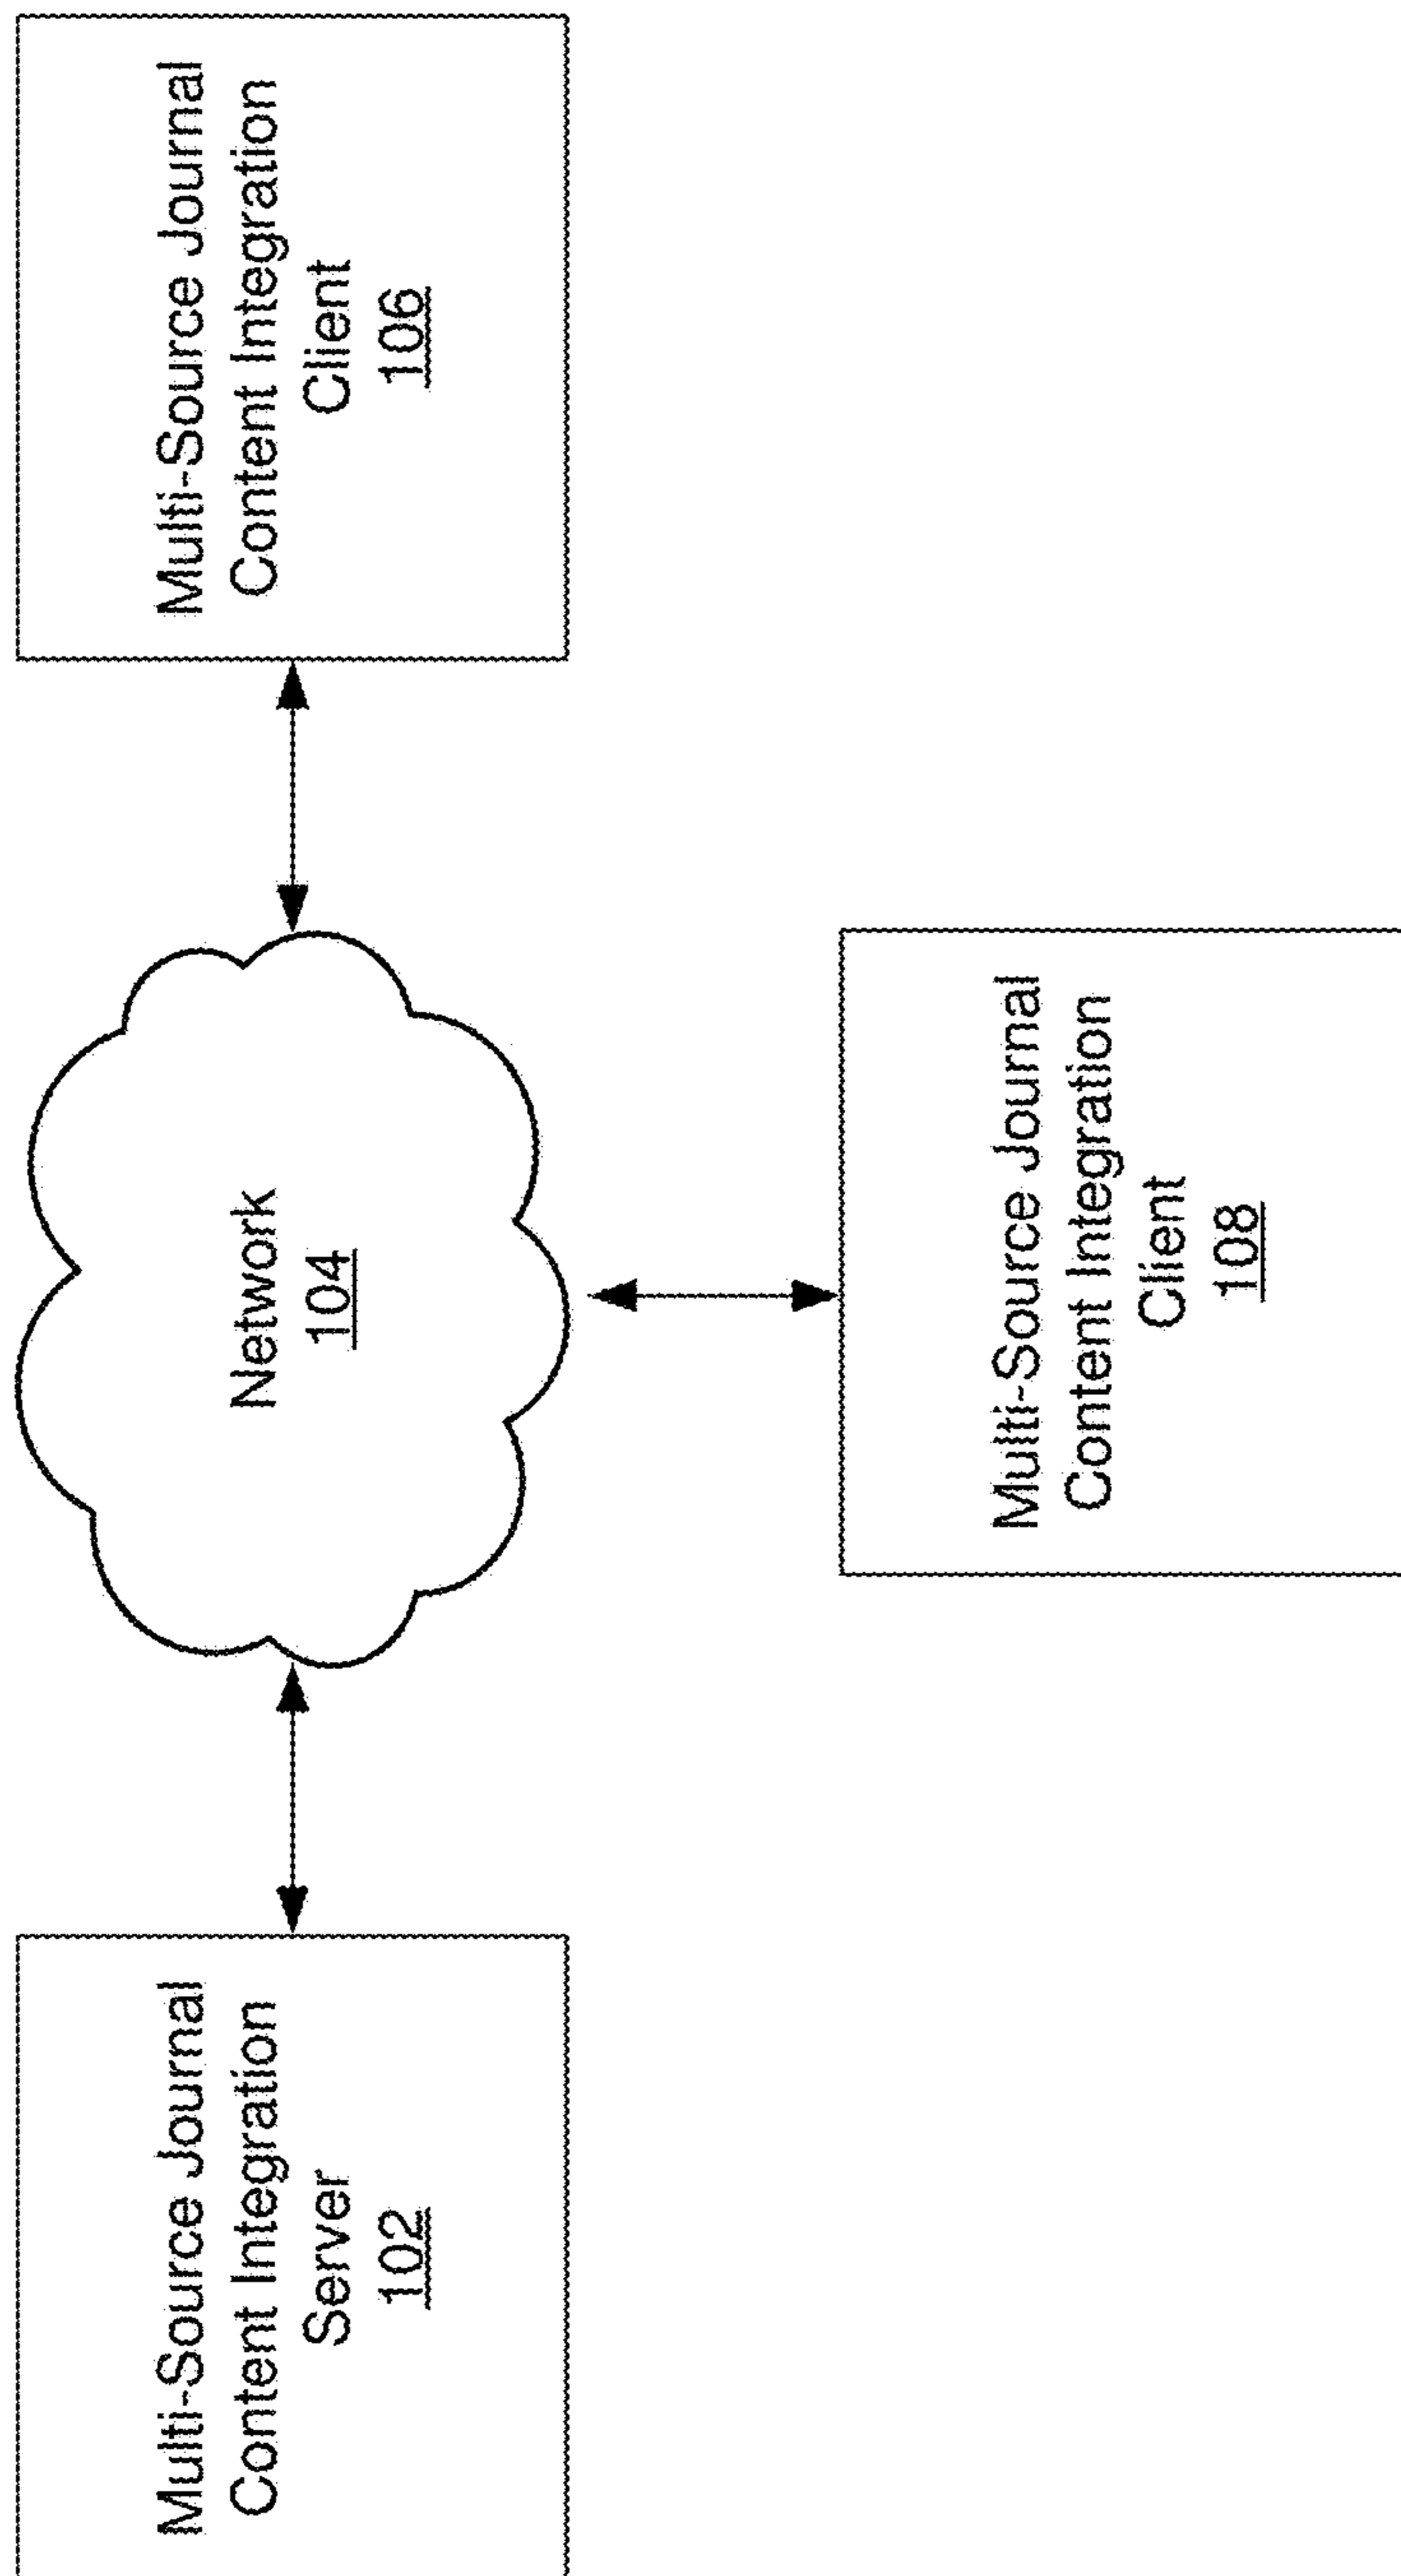 Multi-Source Journal
Content Integration
Server
102
Network
104
Multi-Source Journal
Content Integration
Client
106
Multi-Source Journal
Content Integration
Client
108